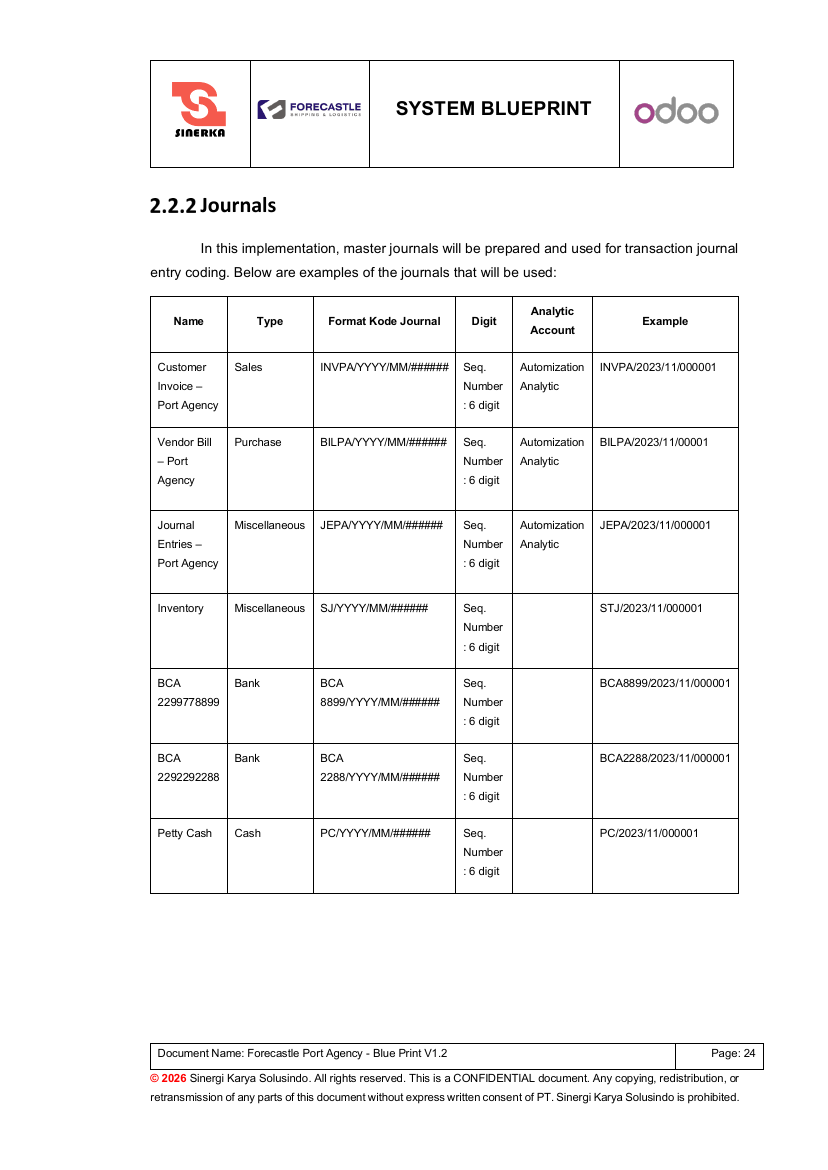 SINERKA
FORECASTLE
SHIPPING & LOGISTICS
SYSTEM BLUEPRINT
odoo
2.2.2 Journals
In this implementation, master journals will be prepared and used for transaction journal
entry coding. Below are examples of the journals that will be used:
Name Type Format Kode Journal Digit Analytic Account Example
Customer Sales INVPA/YYYY/MM/###### Seq. Automization INVPA/2023/11/000001
Invoice – Number Analytic
Port Agency : 6 digit
Vendor Bill Purchase BILPA/YYYY/MM/###### Seq. Automization BILPA/2023/11/00001
– Port Number Analytic
Agency : 6 digit
Journal Miscellaneous JEPA/YYYY/MM/###### Seq. Automization JEPA/2023/11/000001
Entries – Number Analytic
Port Agency : 6 digit
Inventory Miscellaneous SJ/YYYY/MM/###### Seq. STJ/2023/11/000001
Number
: 6 digit
BCA Bank BCA Seq. BCA8899/2023/11/000001
2299778899 8899/YYYY/MM/###### Number
: 6 digit
BCA Bank BCA Seq. BCA2288/2023/11/000001
2292292288 2288/YYYY/MM/###### Number
: 6 digit
Petty Cash Cash PC/YYYY/MM/###### Seq. PC/2023/11/000001
Number
: 6 digit
Document Name: Forecastle Port Agency - Blue Print V1.2 Page: 24
© 2026 Sinergi Karya Solusindo. All rights reserved. This is a CONFIDENTIAL document. Any copying, redistribution, or
retransmission of any parts of this document without express written consent of PT. Sinergi Karya Solusindo is prohibited.